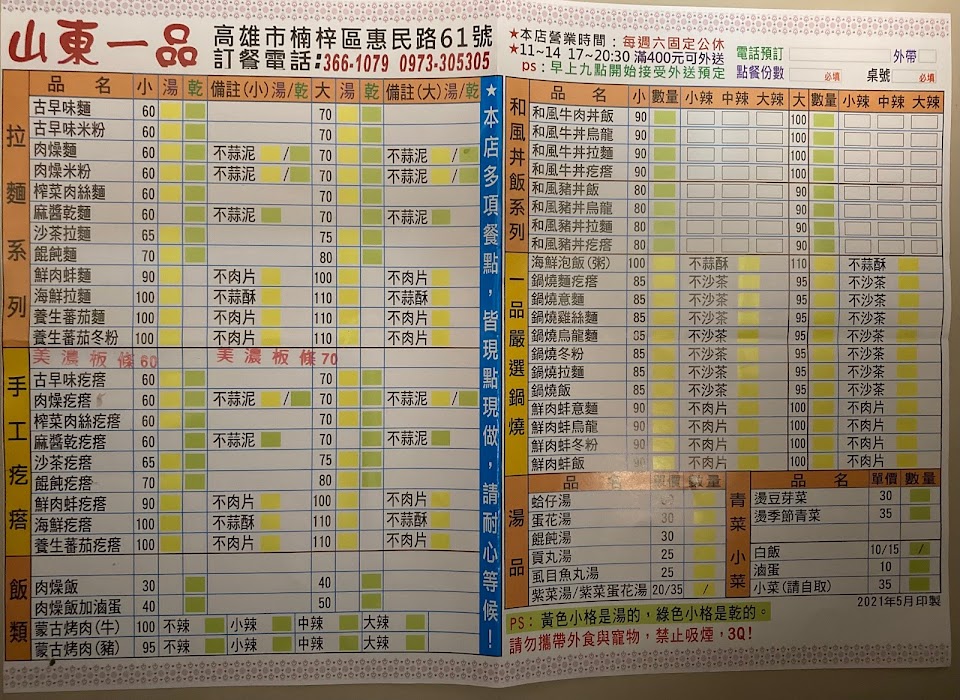 山東一品
高雄市楠梓區惠民路61號
訂餐電話:366-1079 0973-305305
品名 小 湯 乾 備註(小)湯/乾 大 湯 乾 備註(大)湯/乾
拉麵系列
古早味麵 60 70
古早味米粉 60 70
肉燥麵 60 不蒜泥 / 70 不蒜泥 /
肉燥米粉 60 不蒜泥 / 70 不蒜泥 /
榨菜肉絲麵 60 70
麻醬乾麵 60 不蒜泥 70 不蒜泥
沙茶拉麵 65 75
餛飩麵 70 80
鮮肉蚌麵 90 不肉片 100 不肉片
海鮮拉麵 100 不蒜酥 110 不蒜酥
養生蕃茄麵 100 不肉片 110 不肉片
養生蕃茄冬粉 100 不肉片 110 不肉片
美濃板條60 美濃板條70
手工疙瘩
古早味疙瘩 60 70
肉燥疙瘩 60 不蒜泥 / 70 不蒜泥 /
榨菜肉絲疙瘩 60 70
麻醬乾疙瘩 60 不蒜泥 70 不蒜泥
沙茶疙瘩 65 75
餛飩疙瘩 70 80
鮮肉蚌疙瘩 90 不肉片 100 不肉片
海鮮疙瘩 100 不蒜酥 110 不蒜酥
養生蕃茄疙瘩 100 不肉片 110 不肉片
飯類
肉燥飯 30 40
肉燥飯加滷蛋 40 50
蒙古烤肉(牛) 100 不辣 小辣 中辣 大辣
蒙古烤肉(豬) 95 不辣 小辣 中辣 大辣
★本店多項餐點,皆現點現做,請耐心等候!
★本店營業時間:每週六固定公休
★11~14 17~20:30 滿400元可外送
ps:早上九點開始接受外送預定
電話預訂 外帶
點餐份數 必填 桌號 必填
品名 小 數量 小辣 中辣 大辣 大 數量 小辣 中辣 大辣
和風丼飯系列
和風牛肉丼飯 90 100
和風牛丼烏龍 90 100
和風牛丼拉麵 90 100
和風牛丼疙瘩 90 100
和風豬丼飯 80 90
和風豬丼烏龍 80 90
和風豬丼拉麵 80 90
和風豬丼疙瘩 80 90
一品嚴選鍋燒
海鮮泡飯(粥) 100 不蒜酥 110 不蒜酥
鍋燒麵疙瘩 85 不沙茶 95 不沙茶
鍋燒意麵 85 不沙茶 95 不沙茶
鍋燒雞絲麵 85 不沙茶 95 不沙茶
鍋燒烏龍麵 85 不沙茶 95 不沙茶
鍋燒冬粉 85 不沙茶 95 不沙茶
鍋燒拉麵 85 不沙茶 95 不沙茶
鍋燒飯 85 不沙茶 95 不沙茶
鮮肉蚌意麵 90 不肉片 100 不肉片
鮮肉蚌烏龍 90 不肉片 100 不肉片
鮮肉蚌冬粉 90 不肉片 100 不肉片
鮮肉蚌飯 90 不肉片 100 不肉片
湯品
品名 單價 數量
蛤仔湯
蛋花湯 30
餛飩湯 30
貢丸湯 25
虱目魚丸湯 25
紫菜湯/紫菜蛋花湯 20/35 /
青菜小菜
品名 單價 數量
燙豆芽菜 30
燙季節青菜 35
白飯 10/15 /
滷蛋 10
小菜(請自取) 35
2021年5月印製
PS:黃色小格是湯的,綠色小格是乾的。
請勿攜帶外食與寵物,禁止吸煙,3Q!